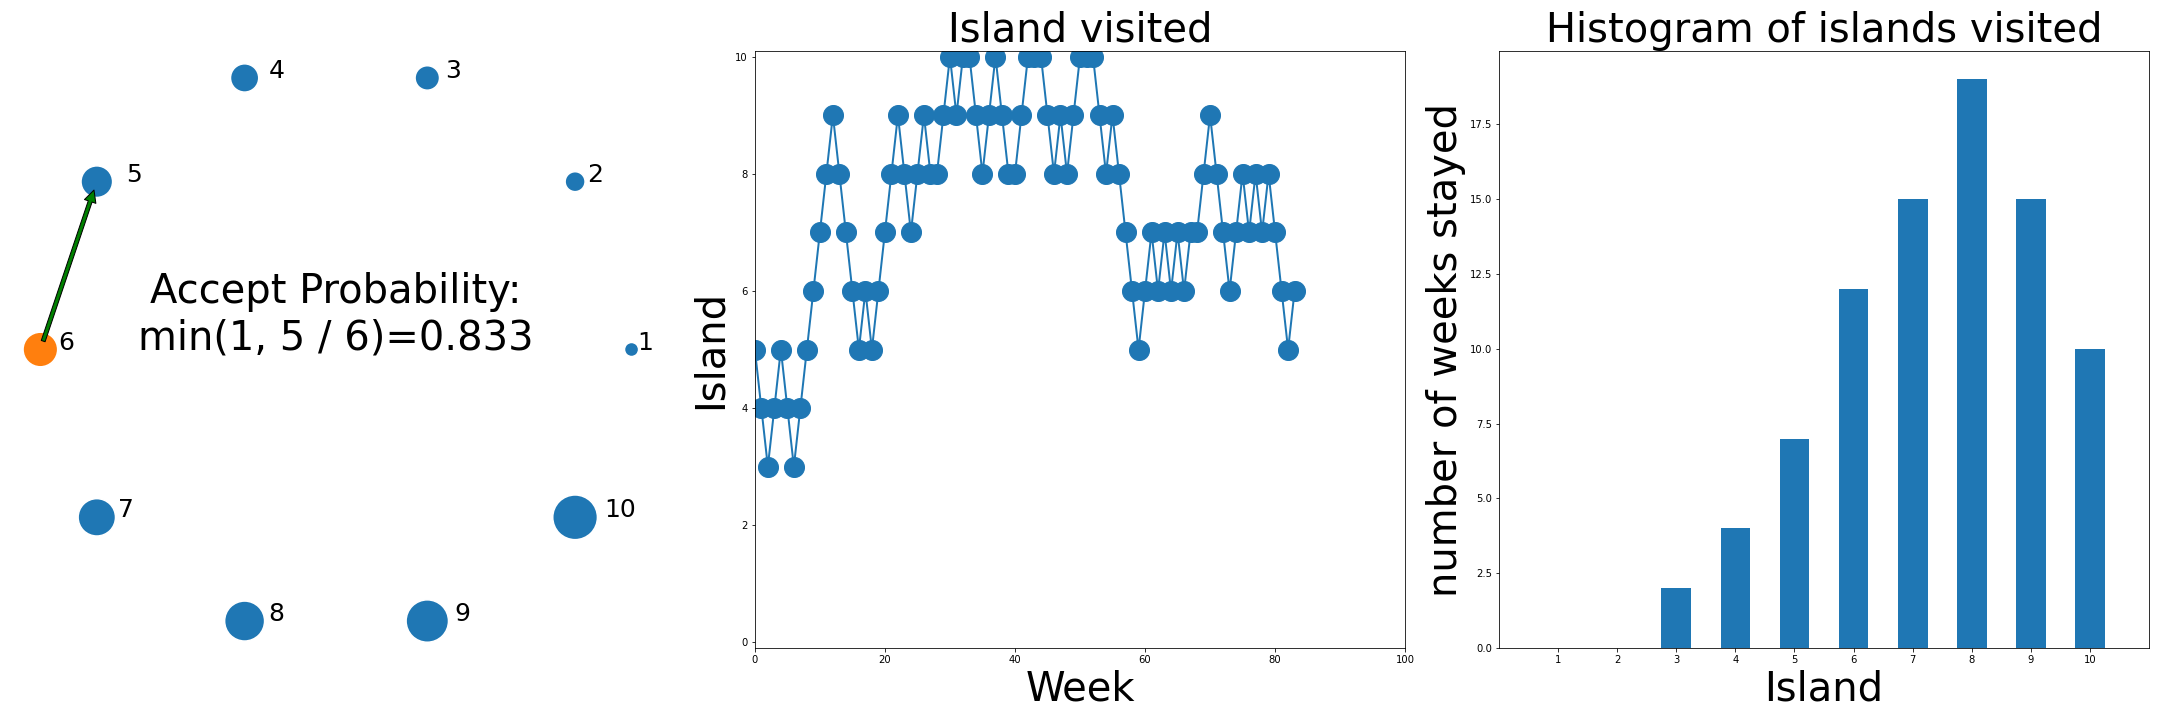 4
3
5
2
Accept Probability:
min(1, 5 / 6)=0.833
6
1
7
10
8
9
Island visited
Island
10
8
6
4
2
0
0 20 40 60 80 100
Week
Histogram of islands visited
number of weeks stayed
17.5
15.0
12.5
10.0
7.5
5.0
2.5
0.0
1 2 3 4 5 6 7 8 9 10
Island